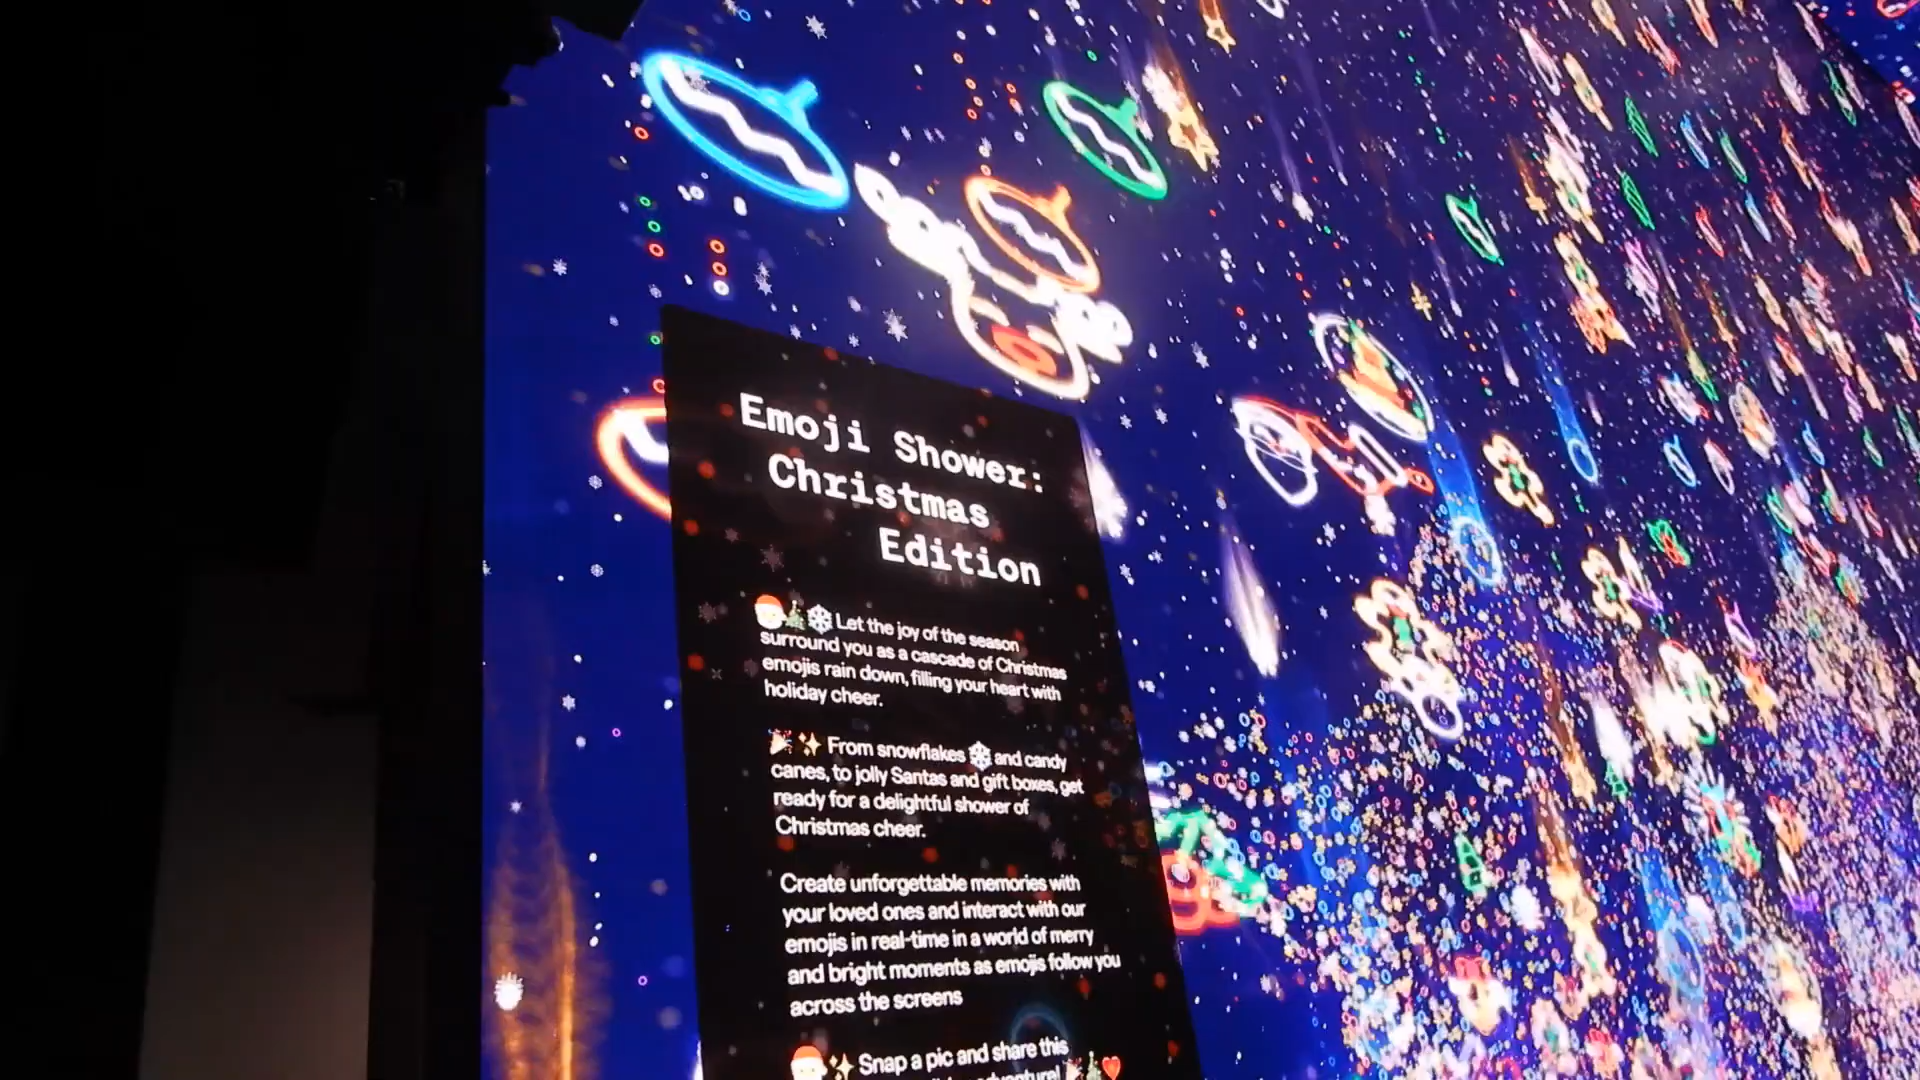 Emoji Shower:
Christmas
Edition
🎅🎄❄️ Let the joy of the season
surround you as a cascade of Christmas
emojis rain down, filling your heart with
holiday cheer.
🎉✨ From snowflakes ❄️ and candy
canes, to jolly Santas and gift boxes, get
ready for a delightful shower of
Christmas cheer.
Create unforgettable memories with
your loved ones and interact with our
emojis in real-time in a world of merry
and bright moments as emojis follow you
across the screens
🎅✨ Snap a pic and share this
adventure! 🎉🎄❤️